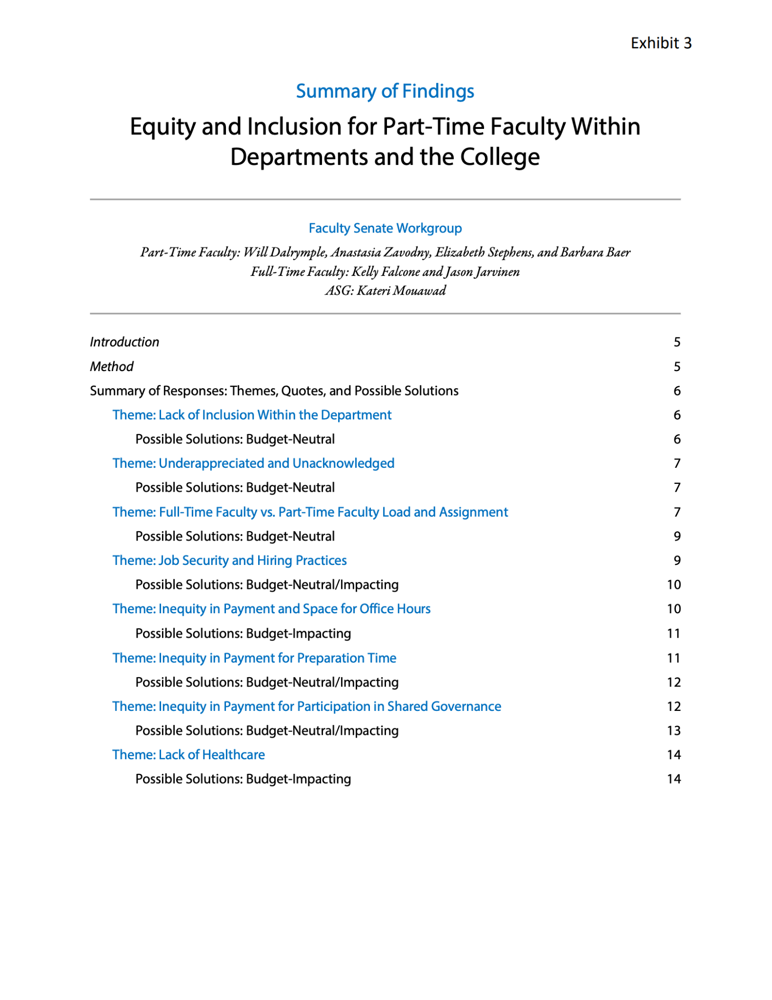 Exhibit 3
Summary of Findings
Equity and Inclusion for Part-Time Faculty Within
Departments and the College
Faculty Senate Workgroup
Part-Time Faculty: Will Dalrymple, Anastasia Zavodny, Elizabeth Stephens, and Barbara Baer
Full-Time Faculty: Kelly Falcone and Jason Jarvinen
ASG: Kateri Mouawad
Introduction 5
Method 5
Summary of Responses: Themes, Quotes, and Possible Solutions 6
Theme: Lack of Inclusion Within the Department 6
Possible Solutions: Budget-Neutral 6
Theme: Underappreciated and Unacknowledged 7
Possible Solutions: Budget-Neutral 7
Theme: Full-Time Faculty vs. Part-Time Faculty Load and Assignment 7
Possible Solutions: Budget-Neutral 9
Theme: Job Security and Hiring Practices 9
Possible Solutions: Budget-Neutral/Impacting 10
Theme: Inequity in Payment and Space for Office Hours 10
Possible Solutions: Budget-Impacting 11
Theme: Inequity in Payment for Preparation Time 11
Possible Solutions: Budget-Neutral/Impacting 12
Theme: Inequity in Payment for Participation in Shared Governance 12
Possible Solutions: Budget-Neutral/Impacting 13
Theme: Lack of Healthcare 14
Possible Solutions: Budget-Impacting 14